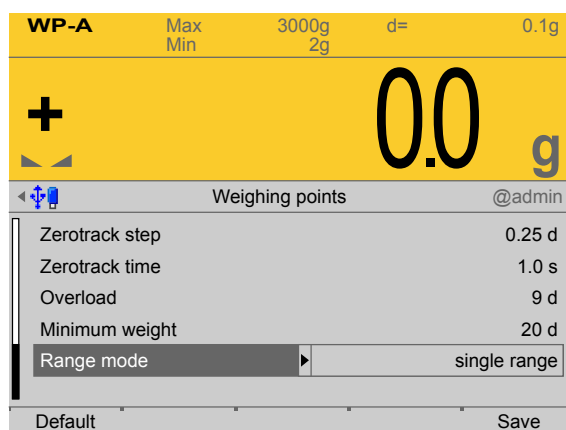 WP-A Max 3000g d= 0.1g
Min 2g
+ 0.0 g
Weighing points @admin
Zerotrack step 0.25 d
Zerotrack time 1.0 s
Overload 9 d
Minimum weight 20 d
Range mode single range
Default Save